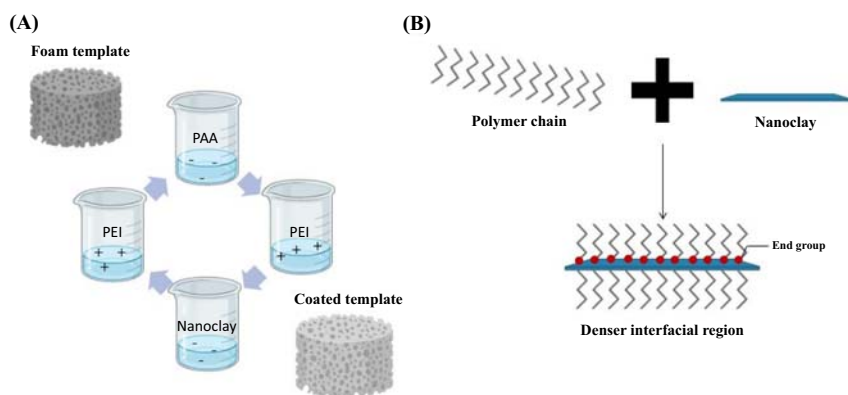 (A)
Foam template
PAA
- -
-
PEI
+ +
+
PEI
+ + +
+
Nanoclay
- -
-
Coated template
(B)
Polymer chain
Nanoclay
End group
Denser interfacial region